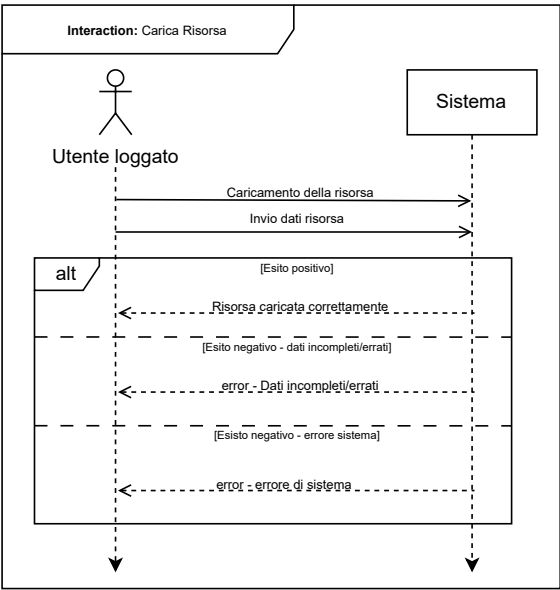 Interaction: Carica Risorsa
Utente loggato
Sistema
Caricamento della risorsa
Invio dati risorsa
alt
[Esito positivo]
Risorsa caricata correttamente
[Esito negativo - dati incompleti/errati]
error - Dati incompleti/errati
[Esisto negativo - errore sistema]
error - errore di sistema